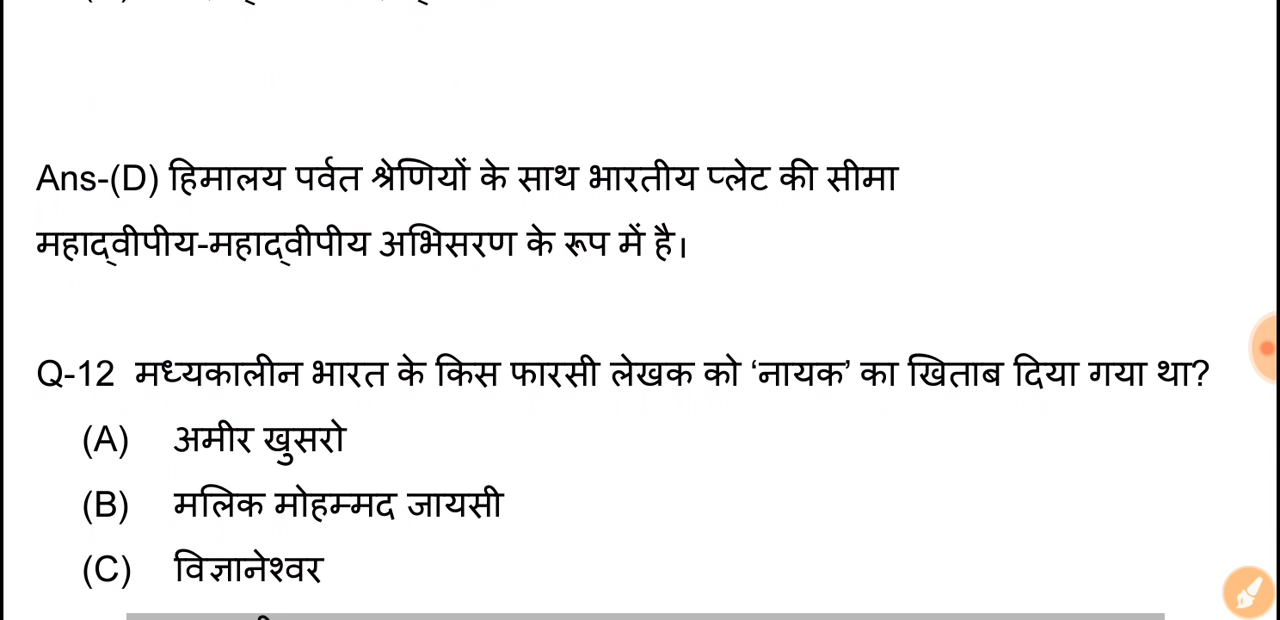 Ans-(D) हिमालय पर्वत श्रेणियों के साथ भारतीय प्लेट की सीमा
महाद्वीपीय-महाद्वीपीय अभिसरण के रूप में है।
Q-12 मध्यकालीन भारत के किस फारसी लेखक को ‘नायक’ का खिताब दिया गया था?
(A) अमीर खुसरो
(B) मलिक मोहम्मद जायसी
(C) विज्ञानेश्वर